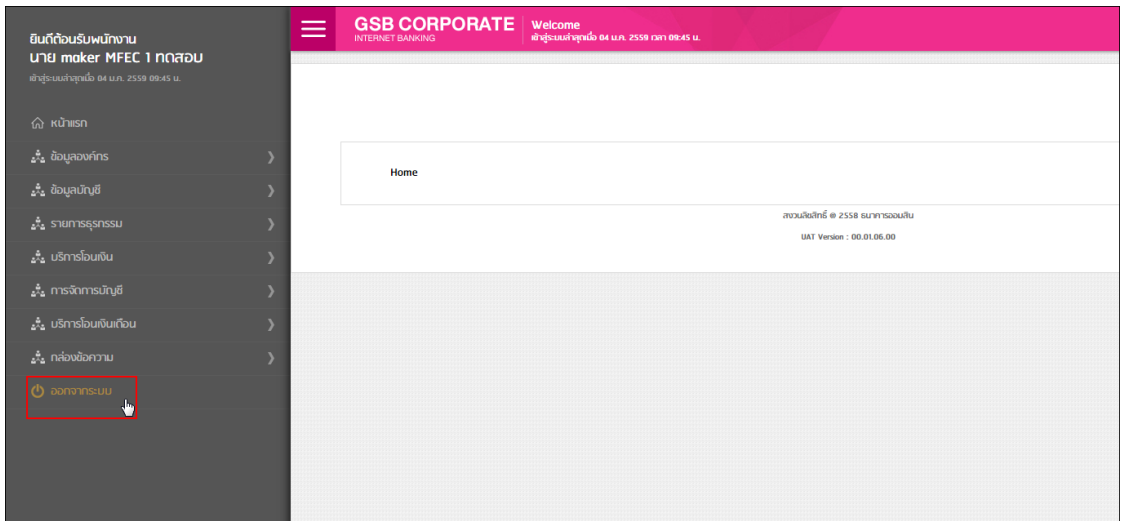 ยินดีต้อนรับพนักงาน
นาย maker MFEC 1 ทดสอบ
เข้าสู่ระบบล่าสุดเมื่อ 04 ม.ค. 2559 09:45 น.
หน้าแรก
ข้อมูลองค์กร
ข้อมูลบัญชี
รายการธุรกรรม
บริการโอนเงิน
การจัดการบัญชี
บริการโอนเงินเดือน
กล่องข้อความ
ออกจากระบบ
GSB CORPORATE
INTERNET BANKING
Welcome
เข้าสู่ระบบล่าสุดเมื่อ 04 ม.ค. 2559 เวลา 09:45 น.
Home
สงวนลิขสิทธิ์ @ 2558 ธนาคารออมสิน
UAT Version : 00.01.06.00